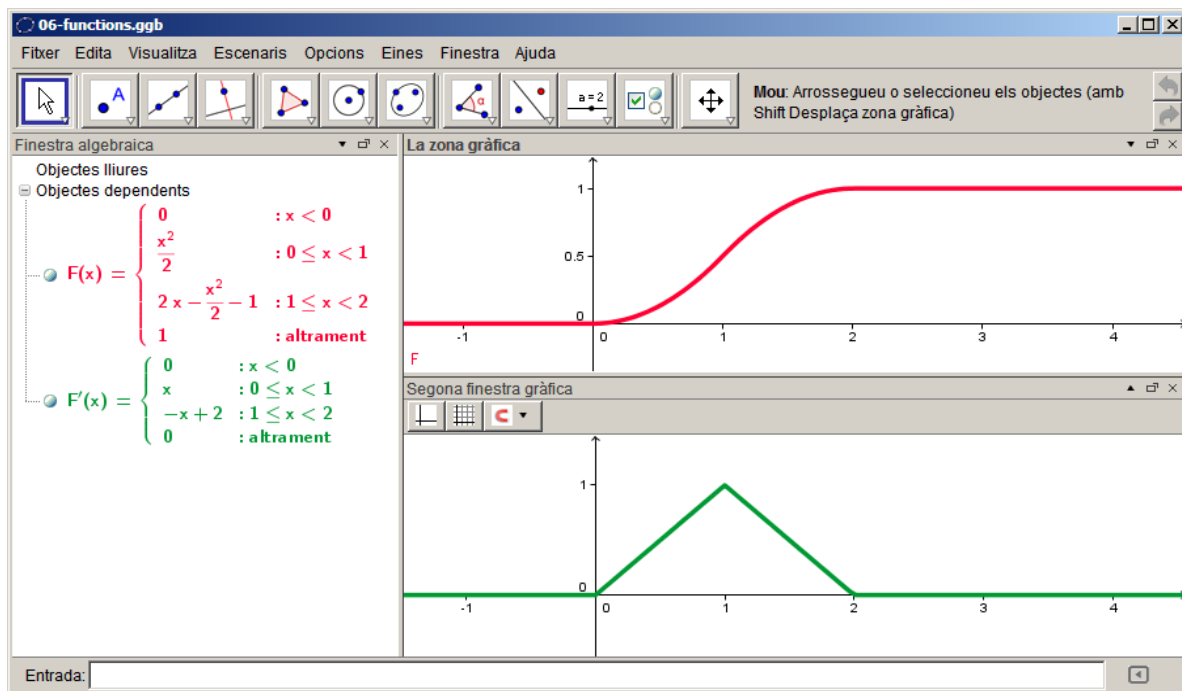 06-functions.ggb
Fitxer Edita Visualitza Escenaris Opcions Eines Finestra Ajuda
A
α
a = 2
Mou: Arrossegueu o seleccioneu els objectes (amb
Shift Desplaça zona gràfica)
Finestra algebraica
Objectes lliures
Objectes dependents
F(x) =
0 : x < 0
x²/2 : 0 ≤ x < 1
2 x − x²/2 − 1 : 1 ≤ x < 2
1 : altrament
F′(x) =
0 : x < 0
x : 0 ≤ x < 1
−x + 2 : 1 ≤ x < 2
0 : altrament
La zona gràfica
1
0.5
0
-1 0 1 2 3 4
F
Segona finestra gràfica
1
0
-1 0 1 2 3 4
Entrada: